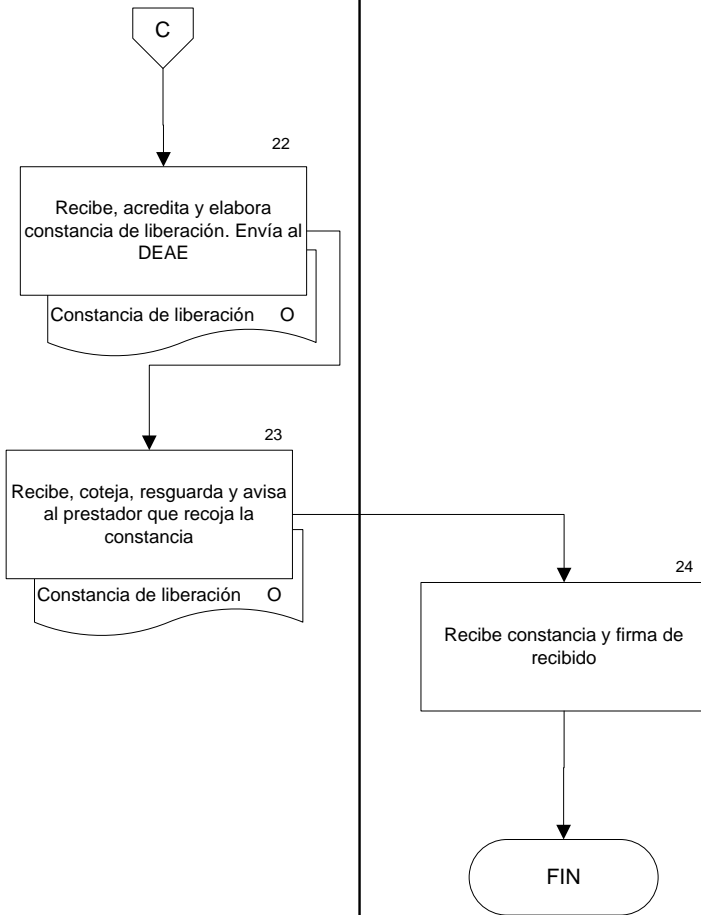 C
22
Recibe, acredita y elabora
constancia de liberación. Envía al
DEAE
Constancia de liberación O
23
Recibe, coteja, resguarda y avisa
al prestador que recoja la
constancia
Constancia de liberación O
24
Recibe constancia y firma de
recibido
FIN